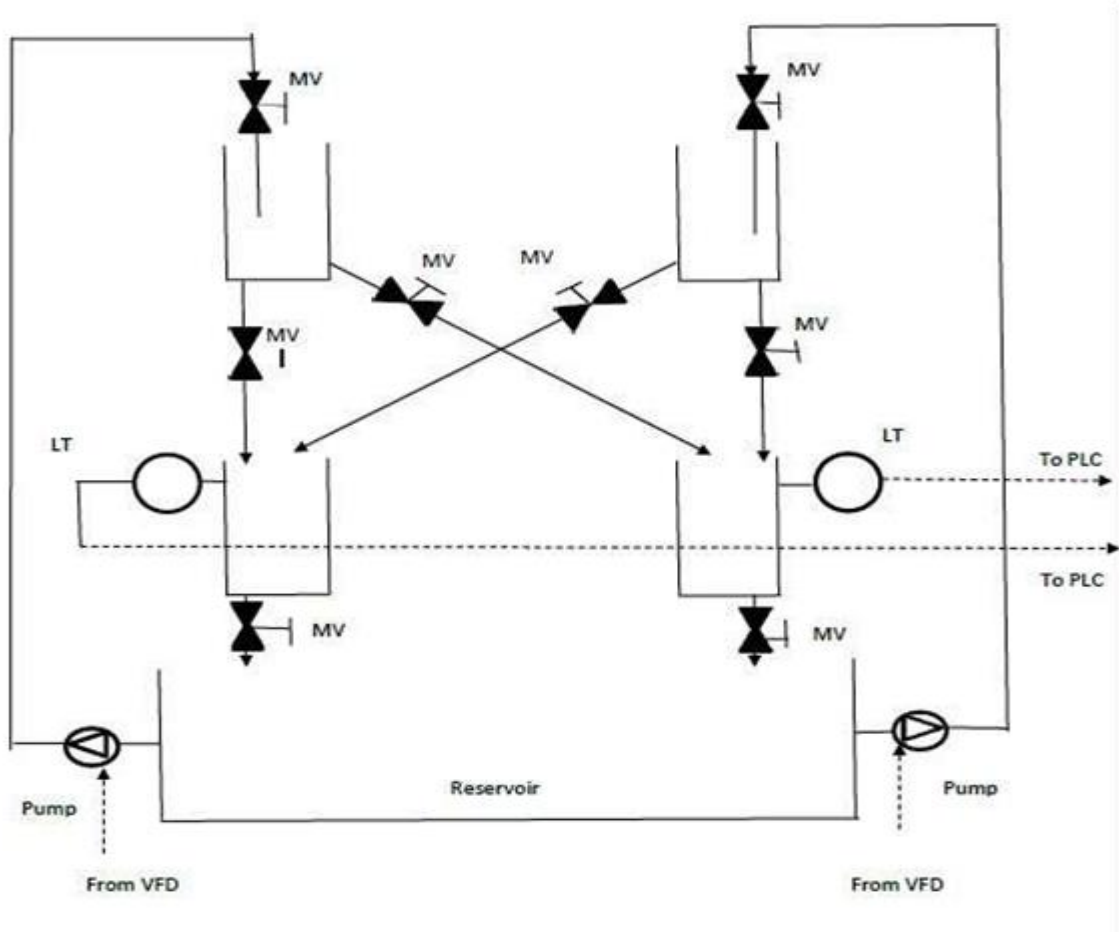 MV
MV
MV
MV
MV
MV
LT
LT
To PLC
To PLC
MV
MV
Reservoir
Pump
Pump
From VFD
From VFD